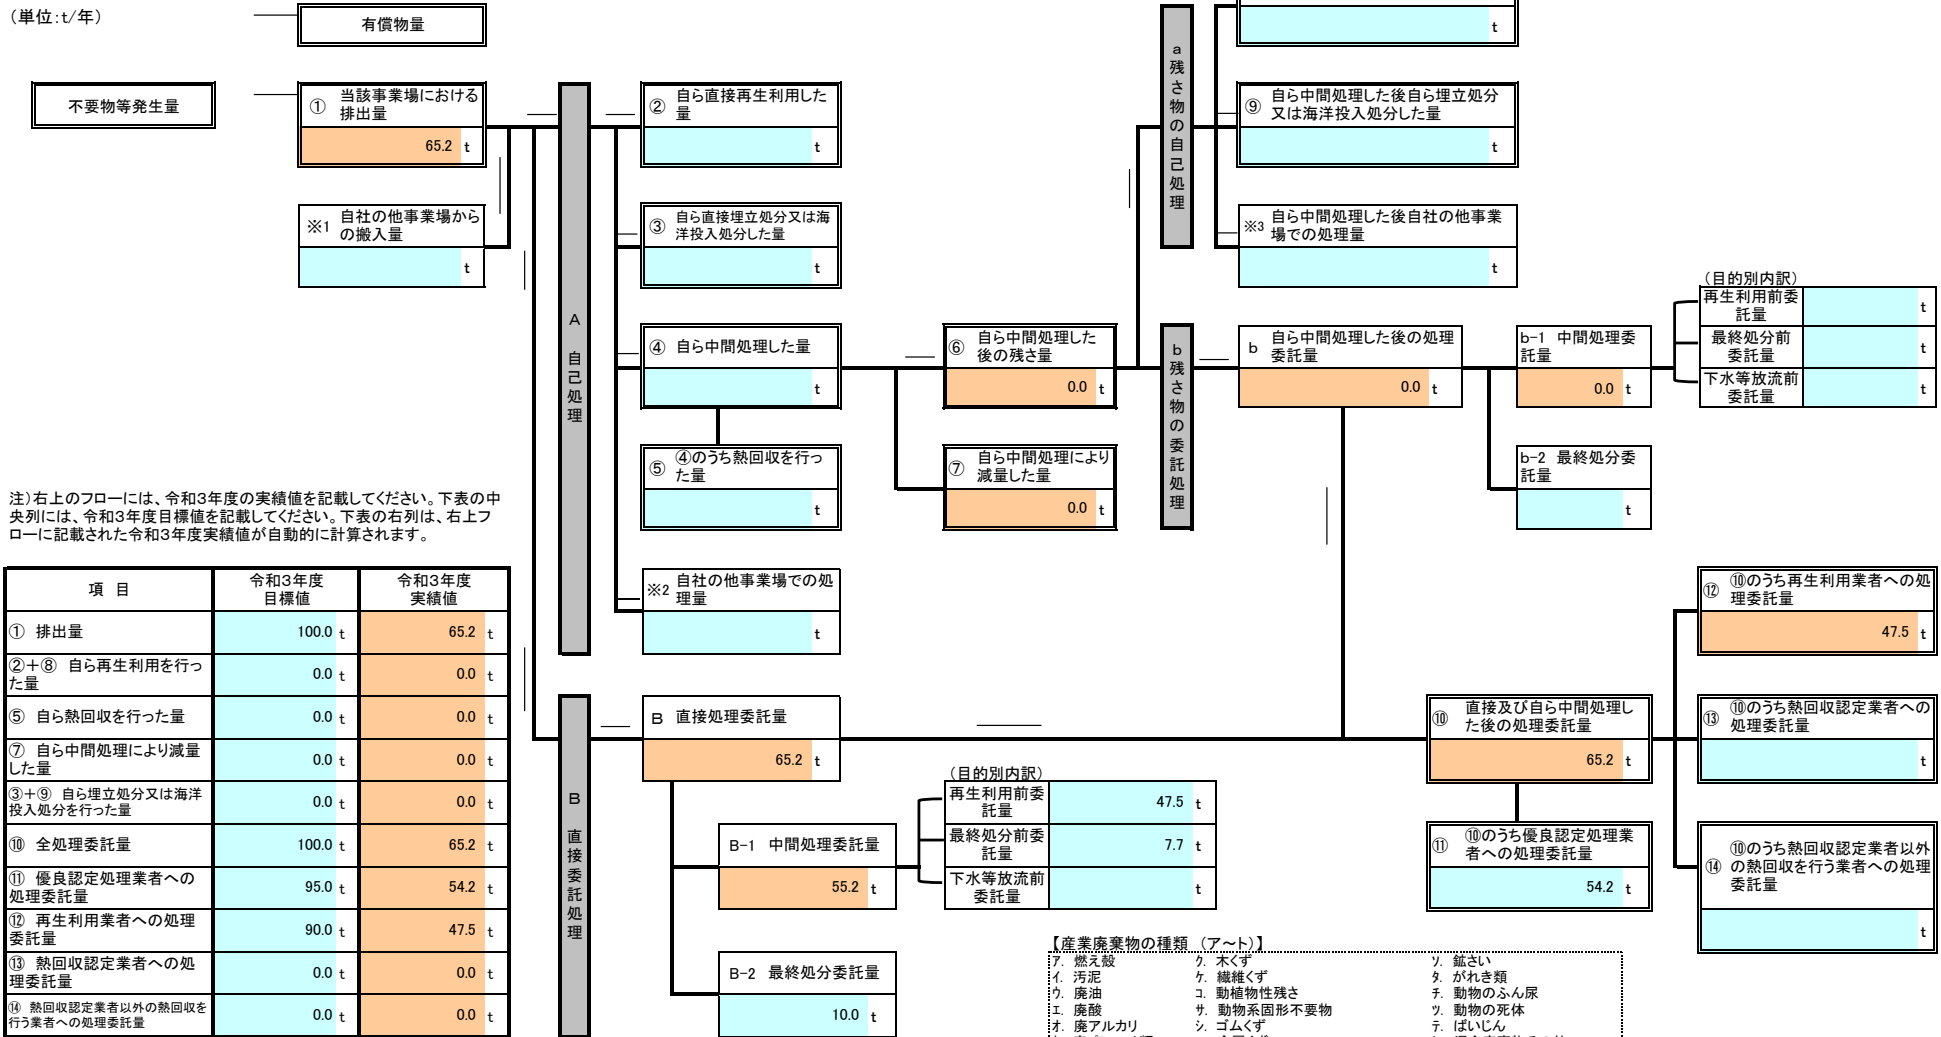 (単位:t/年)
有償物量
t
不要物等発生量
① 当該事業場における
排出量
65.2 t
※1 自社の他事業場から
の搬入量
t
A 自己処理
② 自ら直接再生利用した
量
t
③ 自ら直接埋立処分又は海
洋投入処分した量
t
④ 自ら中間処理した量
t
⑤ ④のうち熱回収を行っ
た量
t
※2 自社の他事業場での処
理量
t
⑥ 自ら中間処理した
後の残さ量
0.0 t
⑦ 自ら中間処理により
減量した量
0.0 t
a 残さ物の自己処理
⑨ 自ら中間処理した後自ら埋立処分
又は海洋投入処分した量
t
※3 自ら中間処理した後自社の他事業
場での処理量
t
b 残さ物の委託処理
b 自ら中間処理した後の処理
委託量
0.0 t
b-1 中間処理委
託量
0.0 t
b-2 最終処分委
託量
t
(目的別内訳)
再生利用前委
託量
t
最終処分前
委託量
t
下水等放流前
委託量
t
注)右上のフローには、令和3年度の実績値を記載してください。下表の中
央列には、令和3年度目標値を記載してください。下表の右列は、右上フ
ローに記載された令和3年度実績値が自動的に計算されます。
項 目 令和3年度
目標値 令和3年度
実績値
① 排出量 100.0 t 65.2 t
②+⑧ 自ら再生利用を行っ
た量 0.0 t 0.0 t
⑤ 自ら熱回収を行った量 0.0 t 0.0 t
⑦ 自ら中間処理により減量
した量 0.0 t 0.0 t
③+⑨ 自ら埋立処分又は海洋
投入処分を行った量 0.0 t 0.0 t
⑩ 全処理委託量 100.0 t 65.2 t
⑪ 優良認定処理業者への
処理委託量 95.0 t 54.2 t
⑫ 再生利用業者への処理
委託量 90.0 t 47.5 t
⑬ 熱回収認定業者への処
理委託量 0.0 t 0.0 t
⑭ 熱回収認定業者以外の熱回収を
行う業者への処理委託量 0.0 t 0.0 t
B 直接委託処理
B 直接処理委託量
65.2 t
B-1 中間処理委託量
55.2 t
B-2 最終処分委託量
10.0 t
(目的別内訳)
再生利用前委
託量
47.5 t
最終処分前委
託量
7.7 t
下水等放流前
委託量
t
⑩ 直接及び自ら中間処理し
た後の処理委託量
65.2 t
⑪ ⑩のうち優良認定処理業
者への処理委託量
54.2 t
⑫ ⑩のうち再生利用業者への処
理委託量
47.5 t
⑬ ⑩のうち熱回収認定業者への
処理委託量
t
⑭ ⑩のうち熱回収認定業者以外
の熱回収を行う業者への処理
委託量
t
【産業廃棄物の種類 (ア~ト)】
ア. 燃え殻 ク. 木くず ソ. 鉱さい
イ. 汚泥 ケ. 繊維くず タ. がれき類
ウ. 廃油 コ. 動植物性残さ チ. 動物のふん尿
エ. 廃酸 サ. 動物系固形不要物 ツ. 動物の死体
オ. 廃アルカリ シ. ゴムくず テ. ばいじん